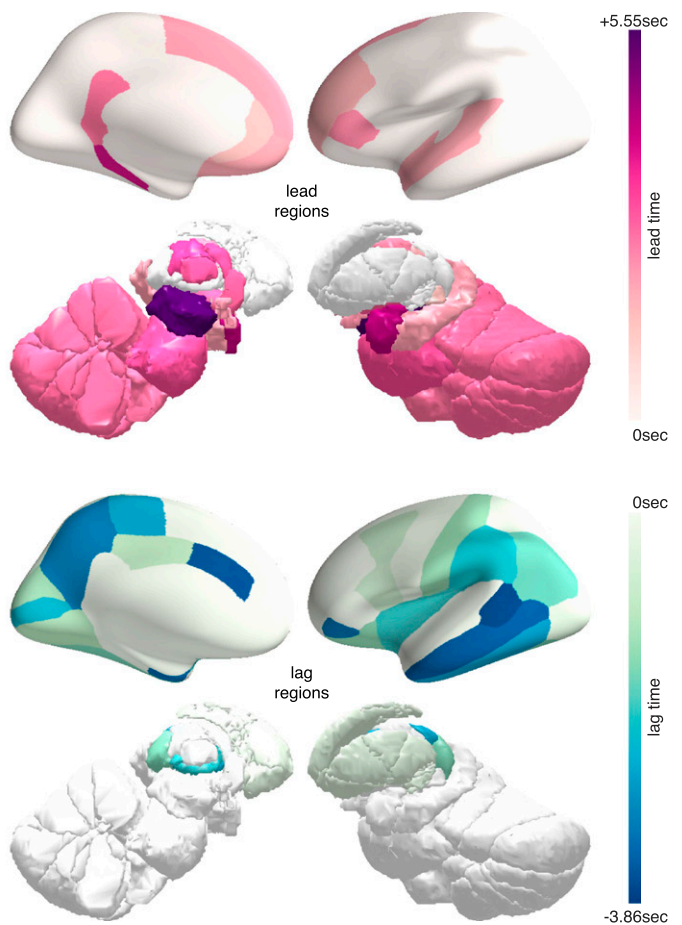 +5.55sec
lead time
lead
regions
0sec
0sec
lag time
lag
regions
-3.86sec